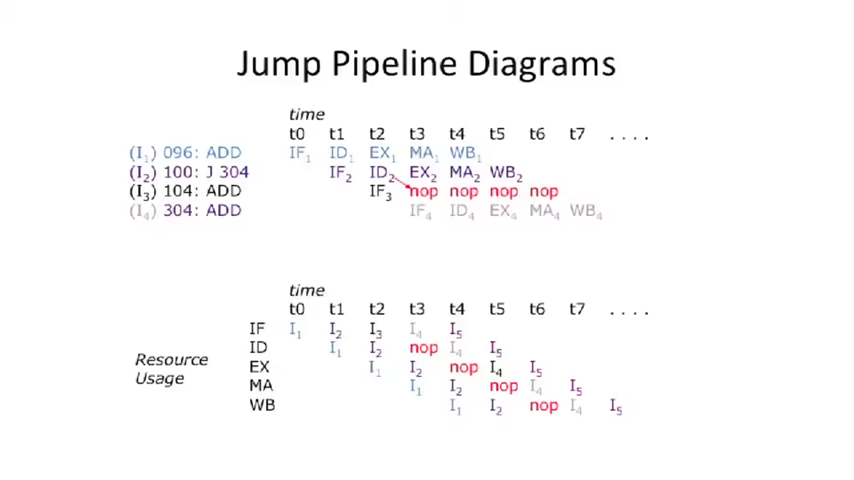 Jump Pipeline Diagrams
time
t0 t1 t2 t3 t4 t5 t6 t7 . . . .
(I₁) 096: ADD IF₁ ID₁ EX₁ MA₁ WB₁
(I₂) 100: J 304 IF₂ ID₂ EX₂ MA₂ WB₂
(I₃) 104: ADD IF₃ nop nop nop nop
(I₄) 304: ADD IF₄ ID₄ EX₄ MA₄ WB₄
time
t0 t1 t2 t3 t4 t5 t6 t7 . . . .
IF I₁ I₂ I₃ I₄ I₅
ID I₁ I₂ nop I₄ I₅
Resource Usage
EX I₁ I₂ nop I₄ I₅
MA I₁ I₂ nop I₄ I₅
WB I₁ I₂ nop I₄ I₅